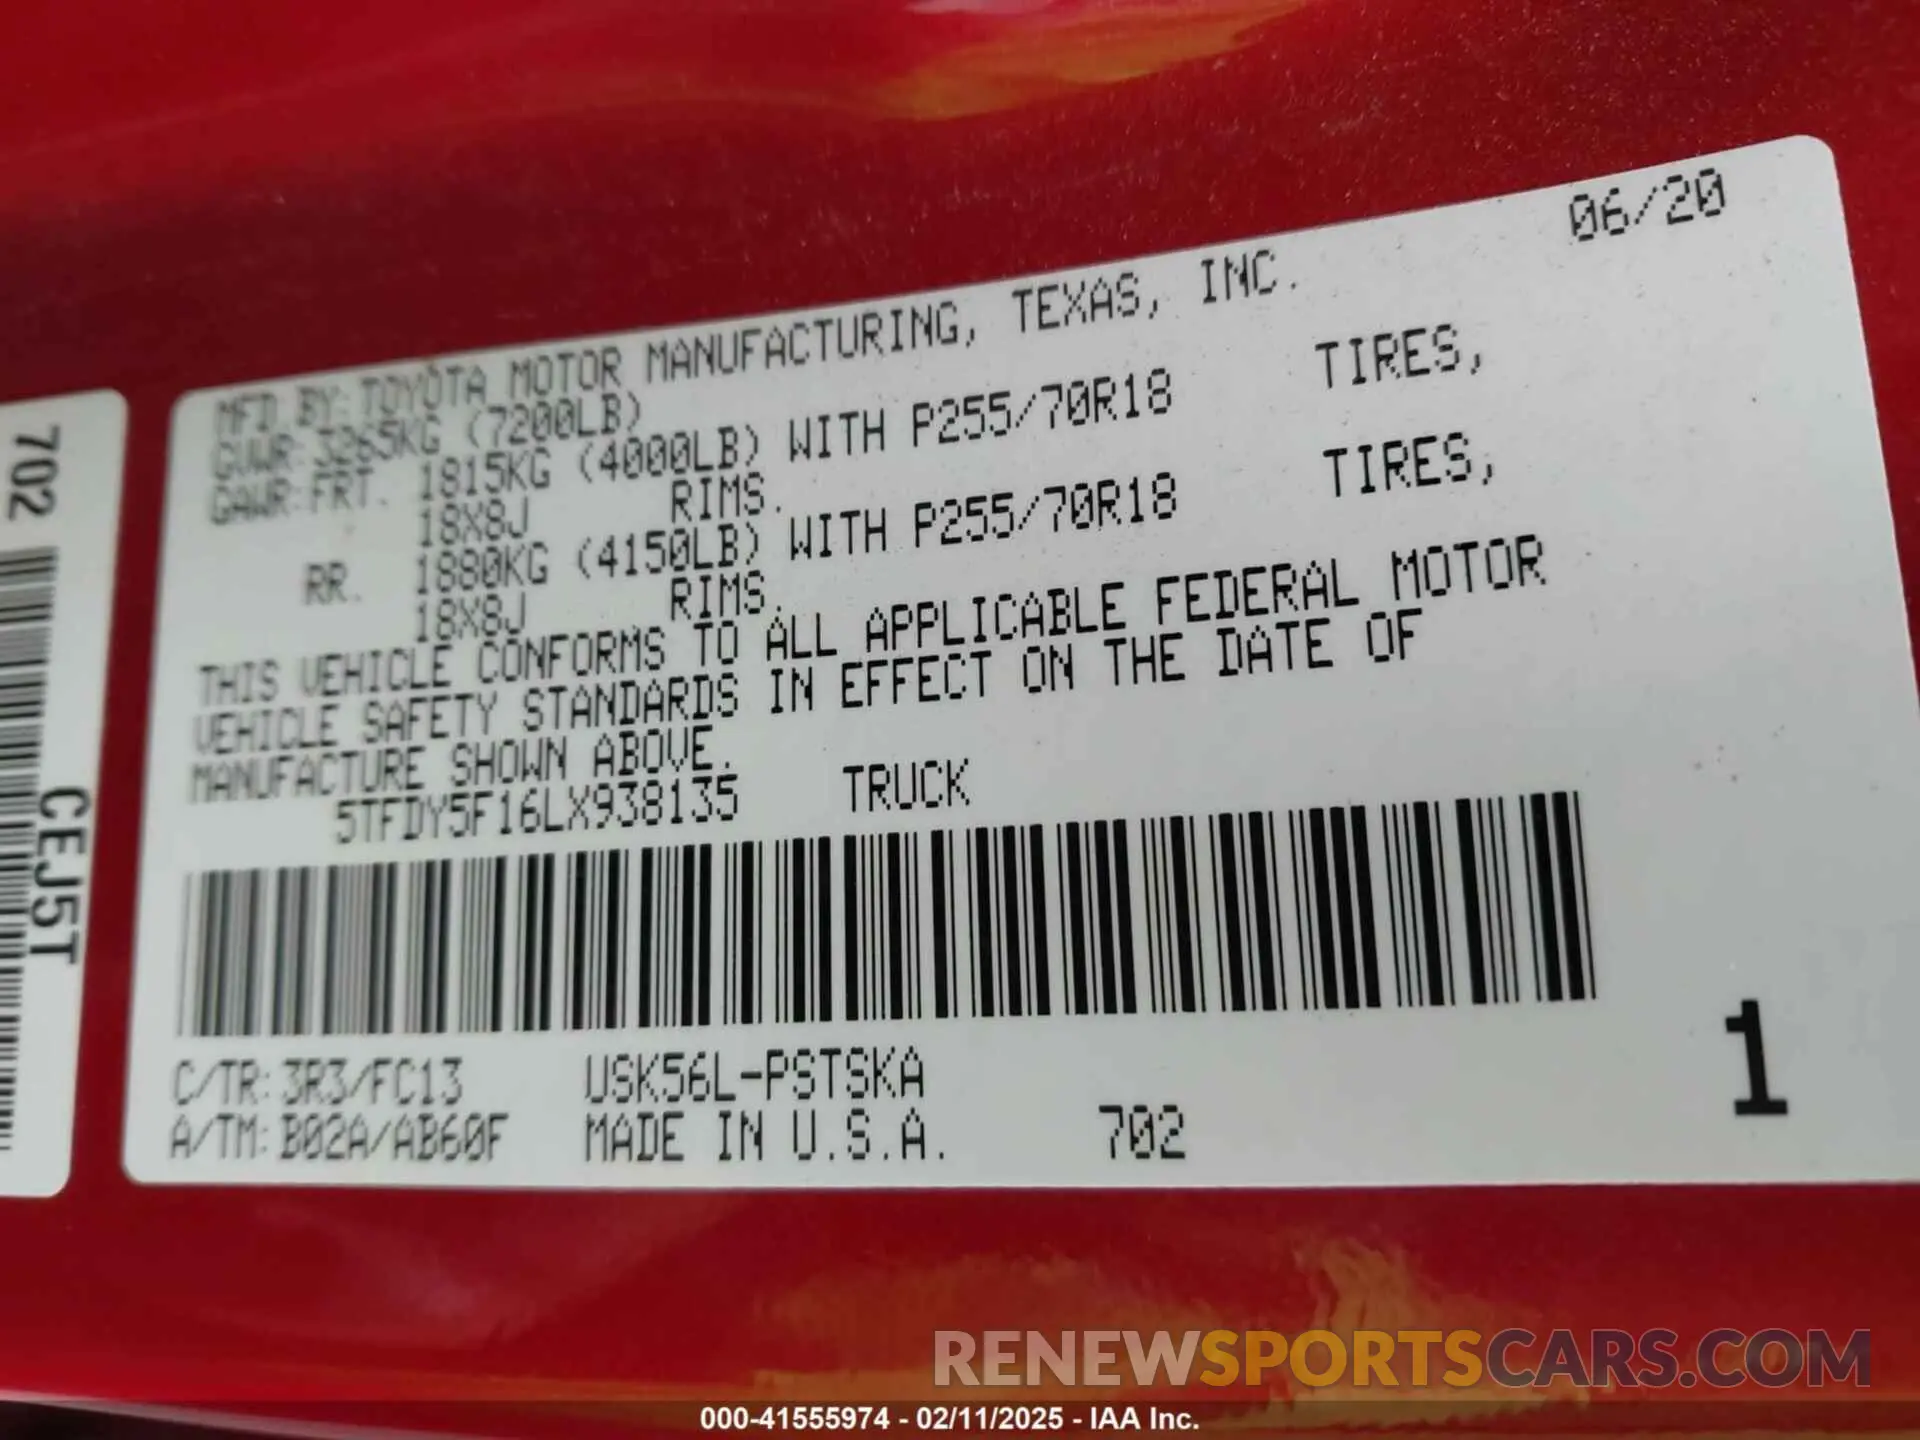 06/20
MFD.BY:TOYOTA MOTOR MANUFACTURING, TEXAS, INC.
GVWR:3265KG (7200LB)
GAWR:FRT. 1815KG (4000LB) WITH P255/70R18 TIRES,
18X8J RIMS.
RR. 1880KG (4150LB) WITH P255/70R18 TIRES,
18X8J RIMS.
THIS VEHICLE CONFORMS TO ALL APPLICABLE FEDERAL MOTOR
VEHICLE SAFETY STANDARDS IN EFFECT ON THE DATE OF
MANUFACTURE SHOWN ABOVE.
5TFDY5F16LX938135 TRUCK
C/TR:3R3/FC13 USK56L-PSTSKA
A/TM:B02A/AB60F MADE IN U.S.A. 702
1
702
CEJ5T
RENEWSPORTSCARS.COM
000-41555974 - 02/11/2025 - IAA Inc.